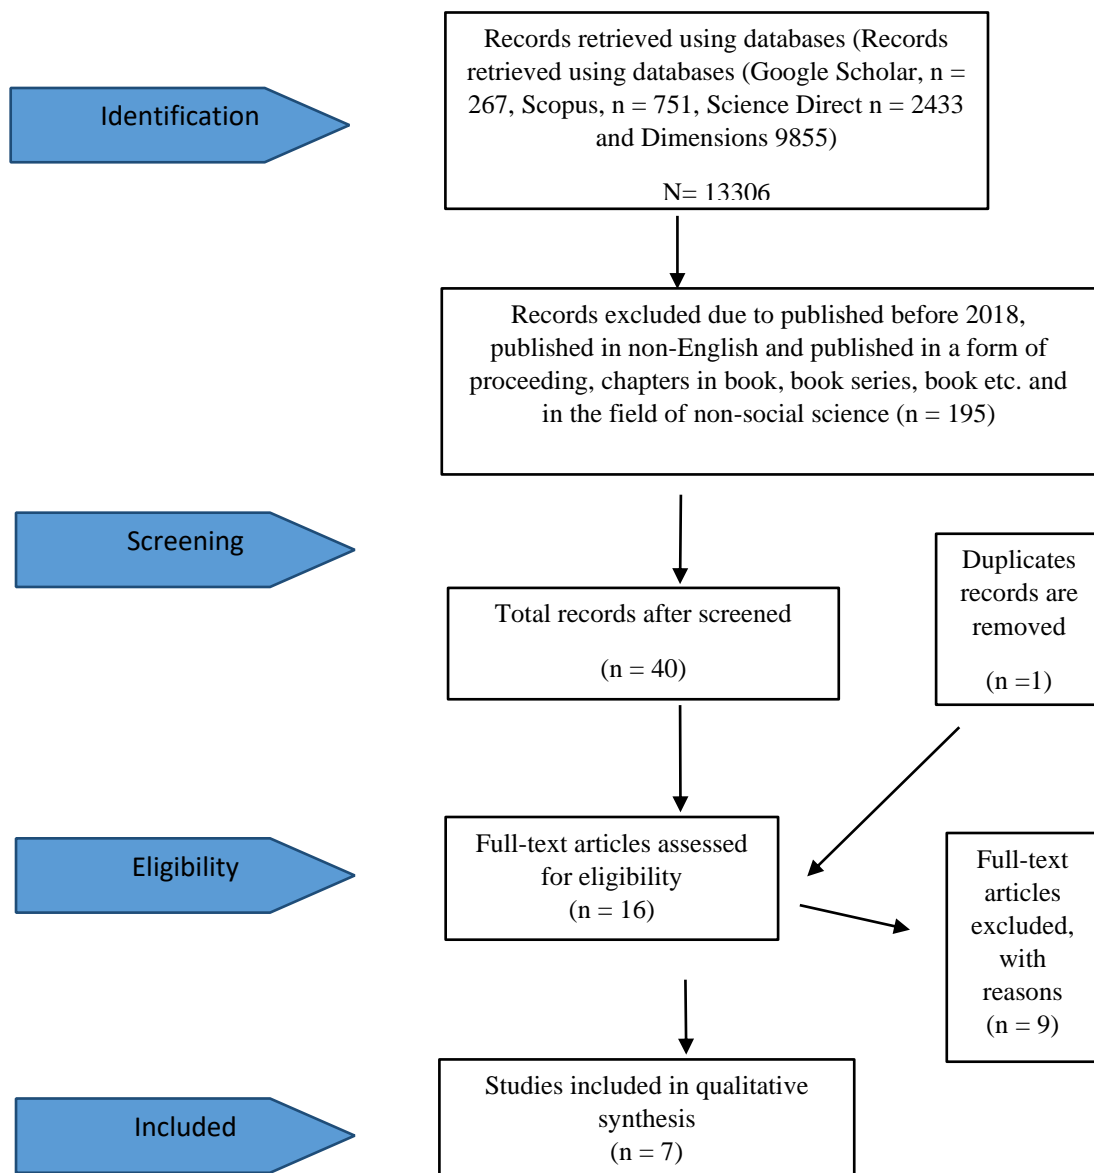 Identification
Records retrieved using databases (Records
retrieved using databases (Google Scholar, n =
267, Scopus, n = 751, Science Direct n = 2433
and Dimensions 9855)
N= 13306
Records excluded due to published before 2018,
published in non-English and published in a form of
proceeding, chapters in book, book series, book etc. and
in the field of non-social science (n = 195)
Screening
Total records after screened
(n = 40)
Duplicates
records are
removed
(n =1)
Eligibility
Full-text articles assessed
for eligibility
(n = 16)
Full-text
articles
excluded,
with
reasons
(n = 9)
Included
Studies included in qualitative
synthesis
(n = 7)